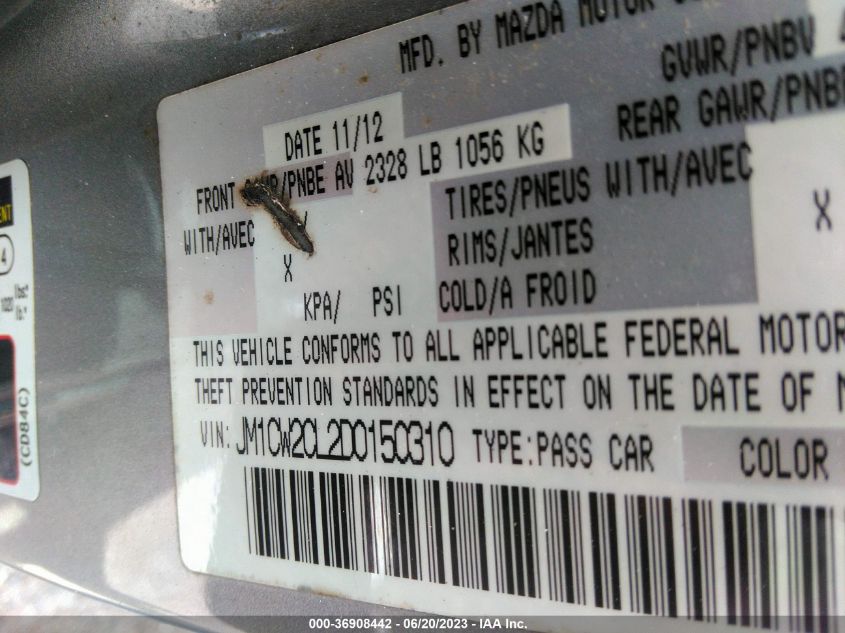 MFD. BY MAZDA MOTOR
GVWR/PNBV
DATE 11/12
REAR GAWR/PNBE
FRONT /PNBE AV 2328 LB 1056 KG
TIRES/PNEUS WITH/AVEC
WITH/AVEC
RIMS/JANTES
X
X
KPA/ PSI
COLD/A FROID
THIS VEHICLE CONFORMS TO ALL APPLICABLE FEDERAL MOTOR
THEFT PREVENTION STANDARDS IN EFFECT ON THE DATE OF
VIN: JM1CW2CL2D0150310 TYPE:PASS CAR
COLOR
4
(CD84C)
000-36908442 - 06/20/2023 - IAA Inc.